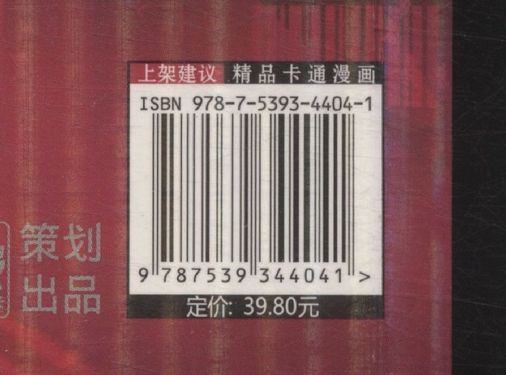 上架建议 精品卡通漫画
ISBN 978-7-5393-4404-1
9 787539 344041 >
定价: 39.80元
策划
出品